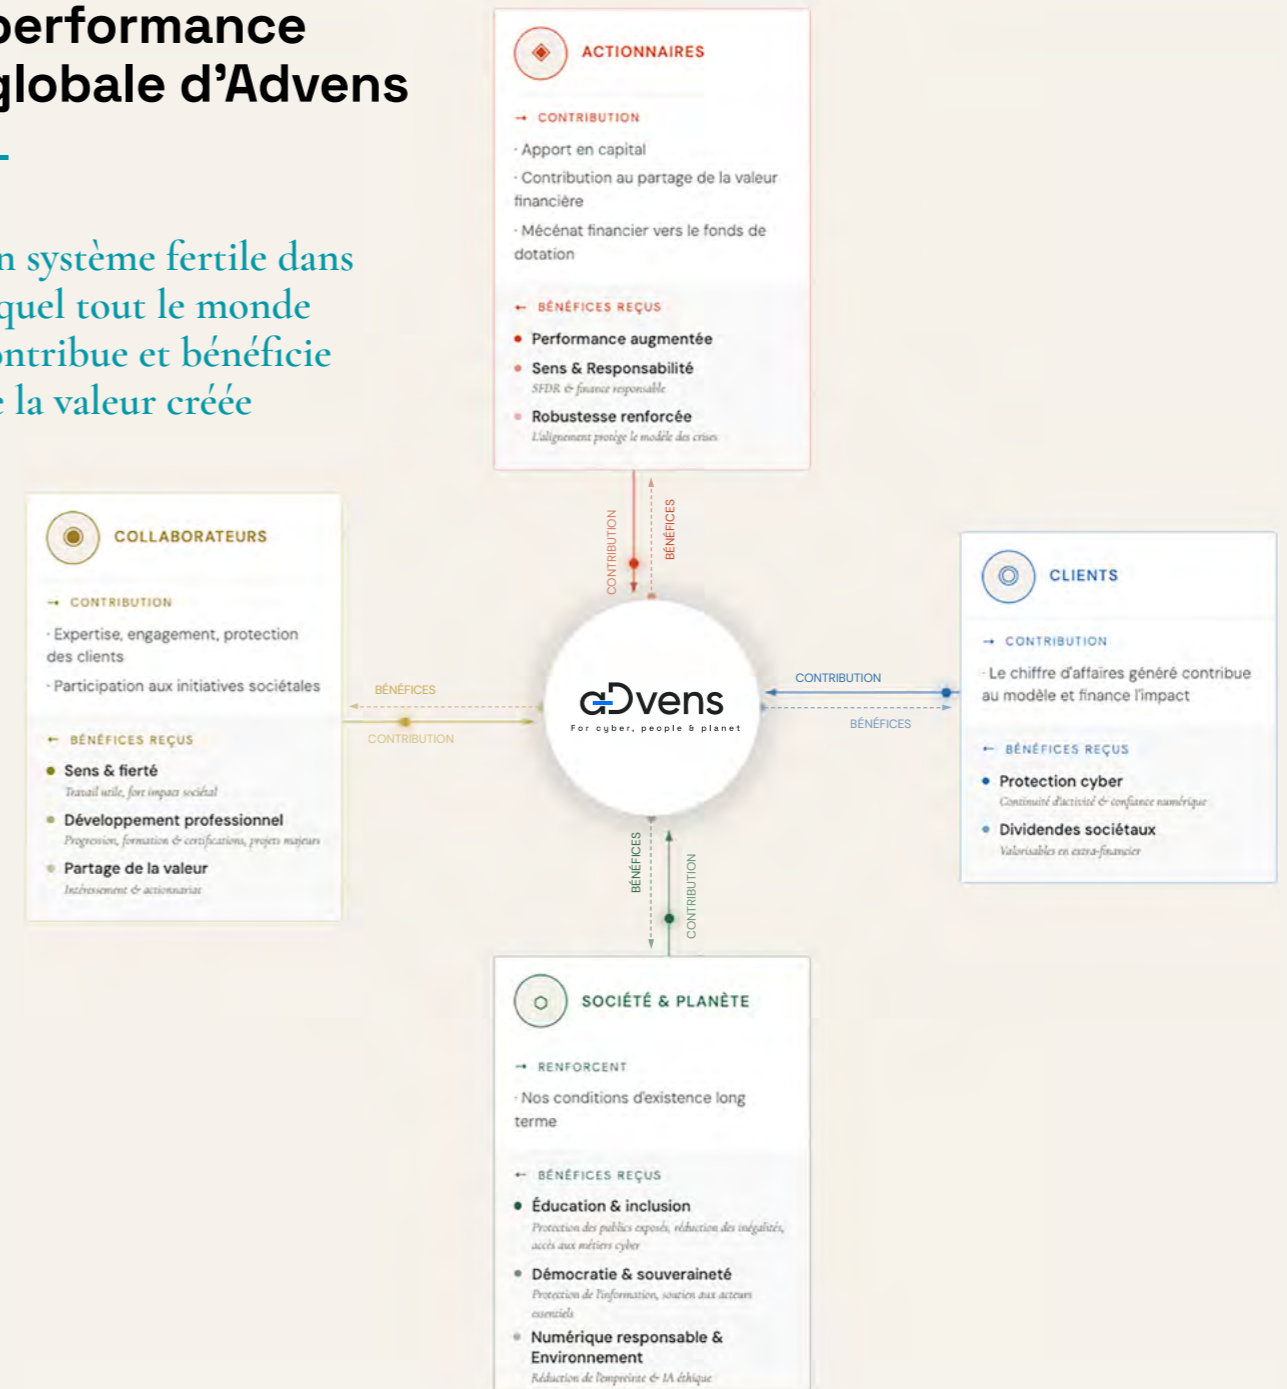 performance
globale d'Advens
n système fertile dans
quel tout le monde
ontribue et bénéficie
e la valeur créée
ACTIONNAIRES
→ CONTRIBUTION
· Apport en capital
· Contribution au partage de la valeur
financière
· Mécénat financier vers le fonds de
dotation
← BÉNÉFICES REÇUS
• Performance augmentée
• Sens & Responsabilité
SFDR & finance responsable
• Robustesse renforcée
L'alignement protège le modèle des crises
CONTRIBUTION
BÉNÉFICES
COLLABORATEURS
→ CONTRIBUTION
· Expertise, engagement, protection
des clients
· Participation aux initiatives sociétales
← BÉNÉFICES REÇUS
• Sens & fierté
Travail utile, fort impact sociétal
• Développement professionnel
Progression, formation & certifications, projets majeurs
• Partage de la valeur
Intéressement & actionnariat
BÉNÉFICES
CONTRIBUTION
aDvens
For cyber, people & planet
CONTRIBUTION
BÉNÉFICES
CLIENTS
→ CONTRIBUTION
· Le chiffre d'affaires généré contribue
au modèle et finance l'impact
← BÉNÉFICES REÇUS
• Protection cyber
Continuité d'activité & confiance numérique
• Dividendes sociétaux
Valorisables en extra-financier
BÉNÉFICES
CONTRIBUTION
SOCIÉTÉ & PLANÈTE
→ RENFORCENT
· Nos conditions d'existence long
terme
← BÉNÉFICES REÇUS
• Éducation & inclusion
Protection des publics exposés, réduction des inégalités,
accès aux métiers cyber
• Démocratie & souveraineté
Protection de l'information, soutien aux acteurs
essentiels
• Numérique responsable &
Environnement
Réduction de l'empreinte & IA éthique